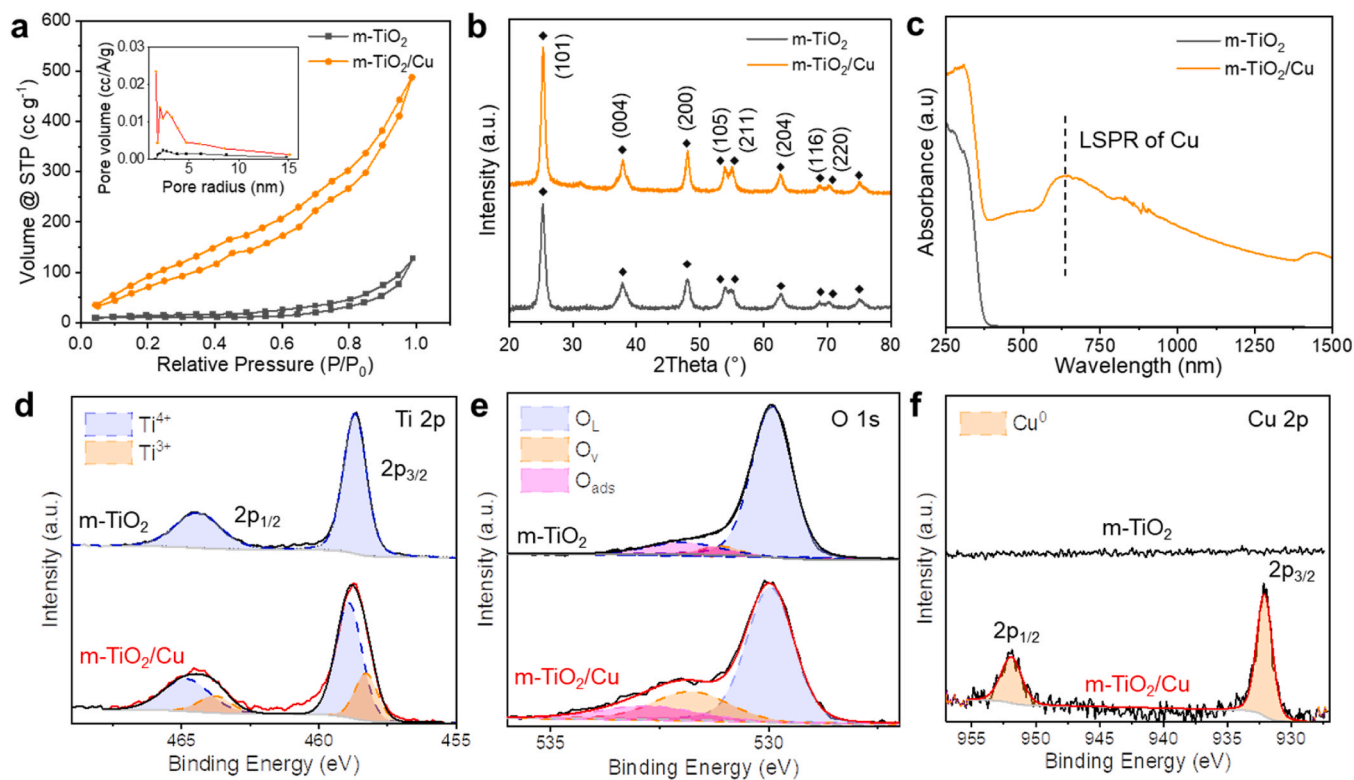 a
600
500
400
300
200
100
0
Volume @ STP (cc g⁻¹)
0.0 0.2 0.4 0.6 0.8 1.0
Relative Pressure (P/P₀)
m-TiO₂
m-TiO₂/Cu
0.03
0.02
0.01
0.00
Pore volume (cc/Å/g)
5 10 15
Pore radius (nm)
b
m-TiO₂
m-TiO₂/Cu
(101)
(004)
(200)
(105)
(211)
(204)
(116)
(220)
Intensity (a.u.)
20 30 40 50 60 70 80
2Theta (°)
c
m-TiO₂
m-TiO₂/Cu
LSPR of Cu
Absorbance (a.u)
250 500 750 1000 1250 1500
Wavelength (nm)
d
Ti⁴⁺
Ti³⁺
Ti 2p
2p₃/₂
2p₁/₂
m-TiO₂
m-TiO₂/Cu
Intensity (a.u.)
465 460 455
Binding Energy (eV)
e
O_L
O_v
O_ads
O 1s
m-TiO₂
m-TiO₂/Cu
Intensity (a.u.)
535 530
Binding Energy (eV)
f
Cu⁰
Cu 2p
m-TiO₂
2p₃/₂
2p₁/₂
m-TiO₂/Cu
Intensity (a.u.)
955 950 945 940 935 930
Binding Energy (eV)